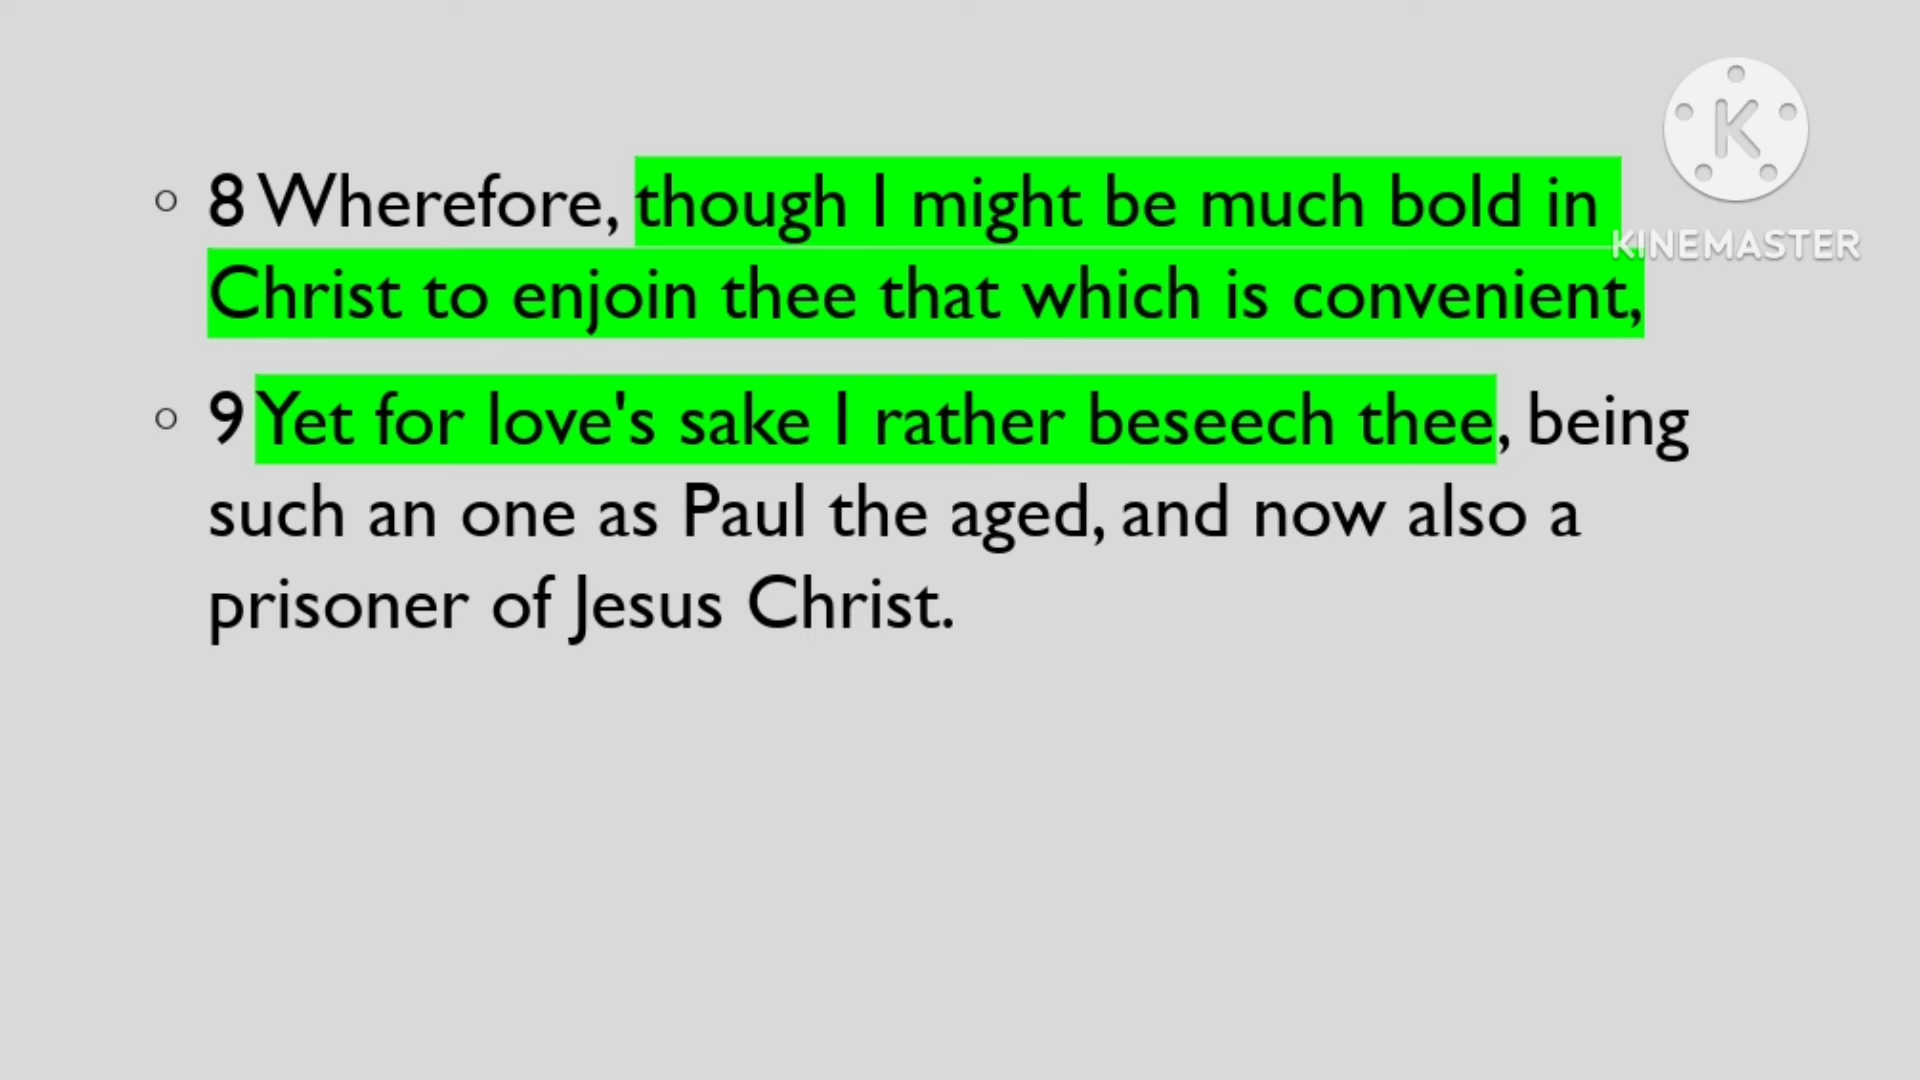 8 Wherefore, though I might be much bold in
Christ to enjoin thee that which is convenient,
9 Yet for love's sake I rather beseech thee, being
such an one as Paul the aged, and now also a
prisoner of Jesus Christ.
K
KINEMASTER